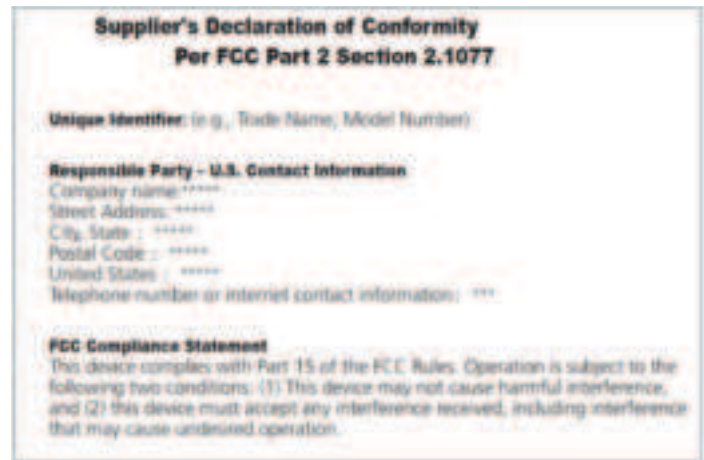 Supplier's Declaration of Conformity
Per FCC Part 2 Section 2.1077
Unique Identifier: (e.g., Trade Name, Model Number)
Responsible Party – U.S. Contact Information
Company name:*****
Street Address: *****
City, State : *****
Postal Code : *****
United States : *****
Telephone number or internet contact information : ***
FCC Compliance Statement
This device complies with Part 15 of the FCC Rules. Operation is subject to the
following two conditions: (1) This device may not cause harmful interference,
and (2) this device must accept any interference received, including interference
that may cause undesired operation.